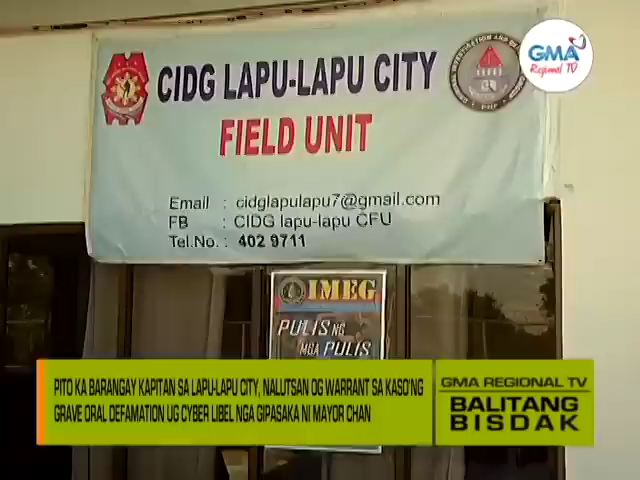 GMA
Regional TV
CIDG LAPU-LAPU CITY
FIELD UNIT
Email : cidglapulapu7@gmail.com
FB : CIDG lapu-lapu CFU
Tel.No. : 402 9711
IMEG
PULIS NG
MGA PULIS
PITO KA BARANGAY KAPITAN SA LAPU-LAPU CITY, NALUTSAN OG WARRANT SA KASO'NG
GRAVE ORAL DEFAMATION UG CYBER LIBEL NGA GIPASAKA NI MAYOR CHAN
GMA REGIONAL TV
BALITANG
BISDAK